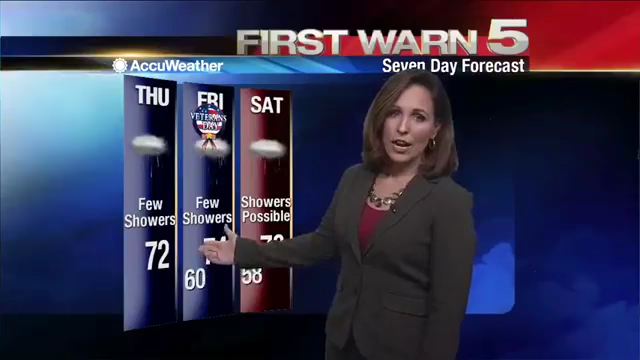 FIRST WARN 5
AccuWeather
Seven Day Forecast
THU
FRI
SAT
VETERANS
DAY
Few
Showers
Few
Showers
Showers
Possible
72
60
58